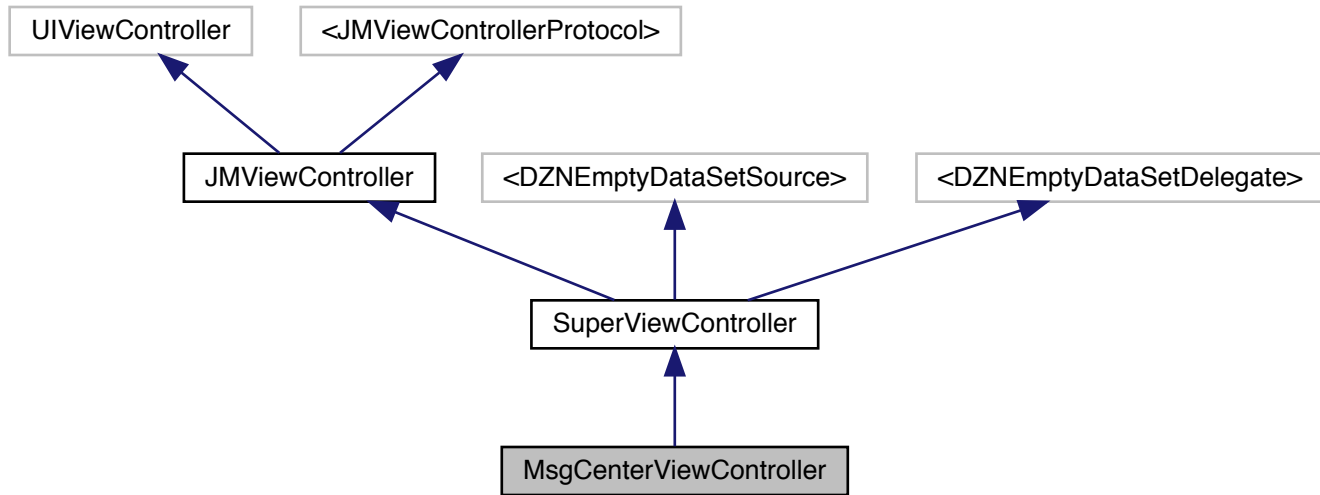 UIViewController
<JMViewControllerProtocol>
JMViewController
<DZNEmptyDataSetSource>
<DZNEmptyDataSetDelegate>
SuperViewController
MsgCenterViewController